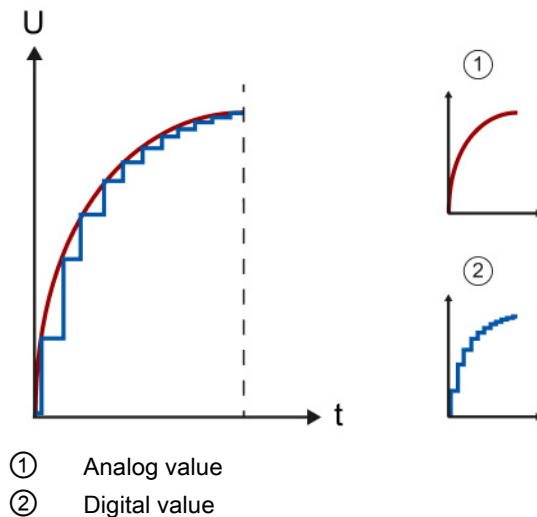 U
①
②
t
① Analog value
② Digital value